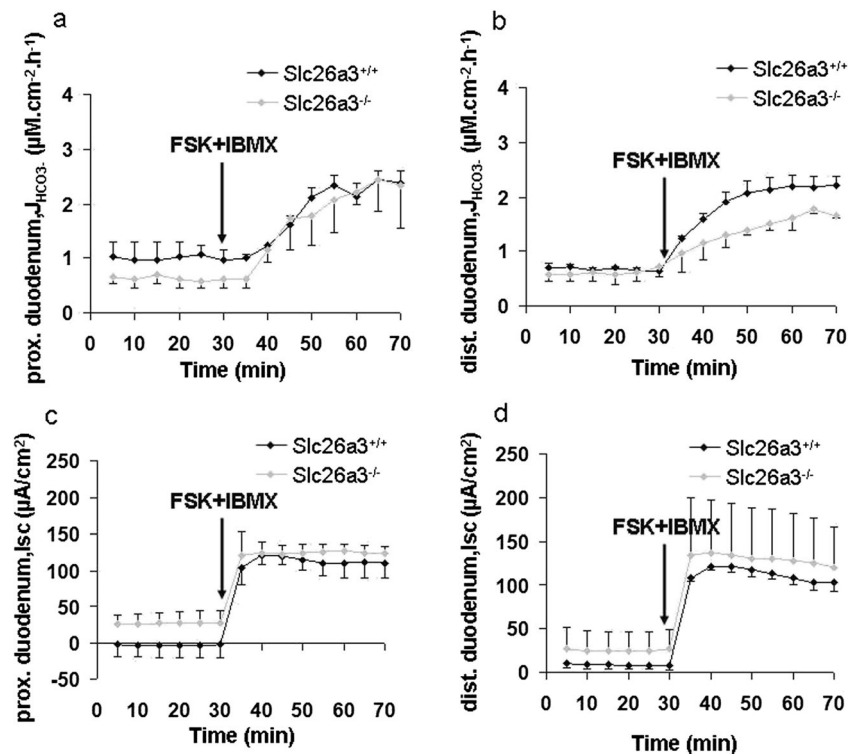 a
Slc26a3+/+
Slc26a3-/-
FSK+IBMX
prox. duodenum,JHCO3- (µM.cm-2.h-1)
4
3
2
1
0
0 10 20 30 40 50 60 70
Time (min)
b
Slc26a3+/+
Slc26a3-/-
FSK+IBMX
dist. duodenum,JHCO3- (µM.cm-2.h-1)
4
3
2
1
0
0 10 20 30 40 50 60 70
Time (min)
c
Slc26a3+/+
Slc26a3-/-
FSK+IBMX
prox. duodenum,Isc (µA/cm2)
250
200
150
100
50
0
-50
0 10 20 30 40 50 60 70
Time (min)
d
Slc26a3+/+
Slc26a3-/-
FSK+IBMX
dist. duodenum,Isc (µA/cm2)
250
200
150
100
50
0
0 10 20 30 40 50 60 70
Time (min)